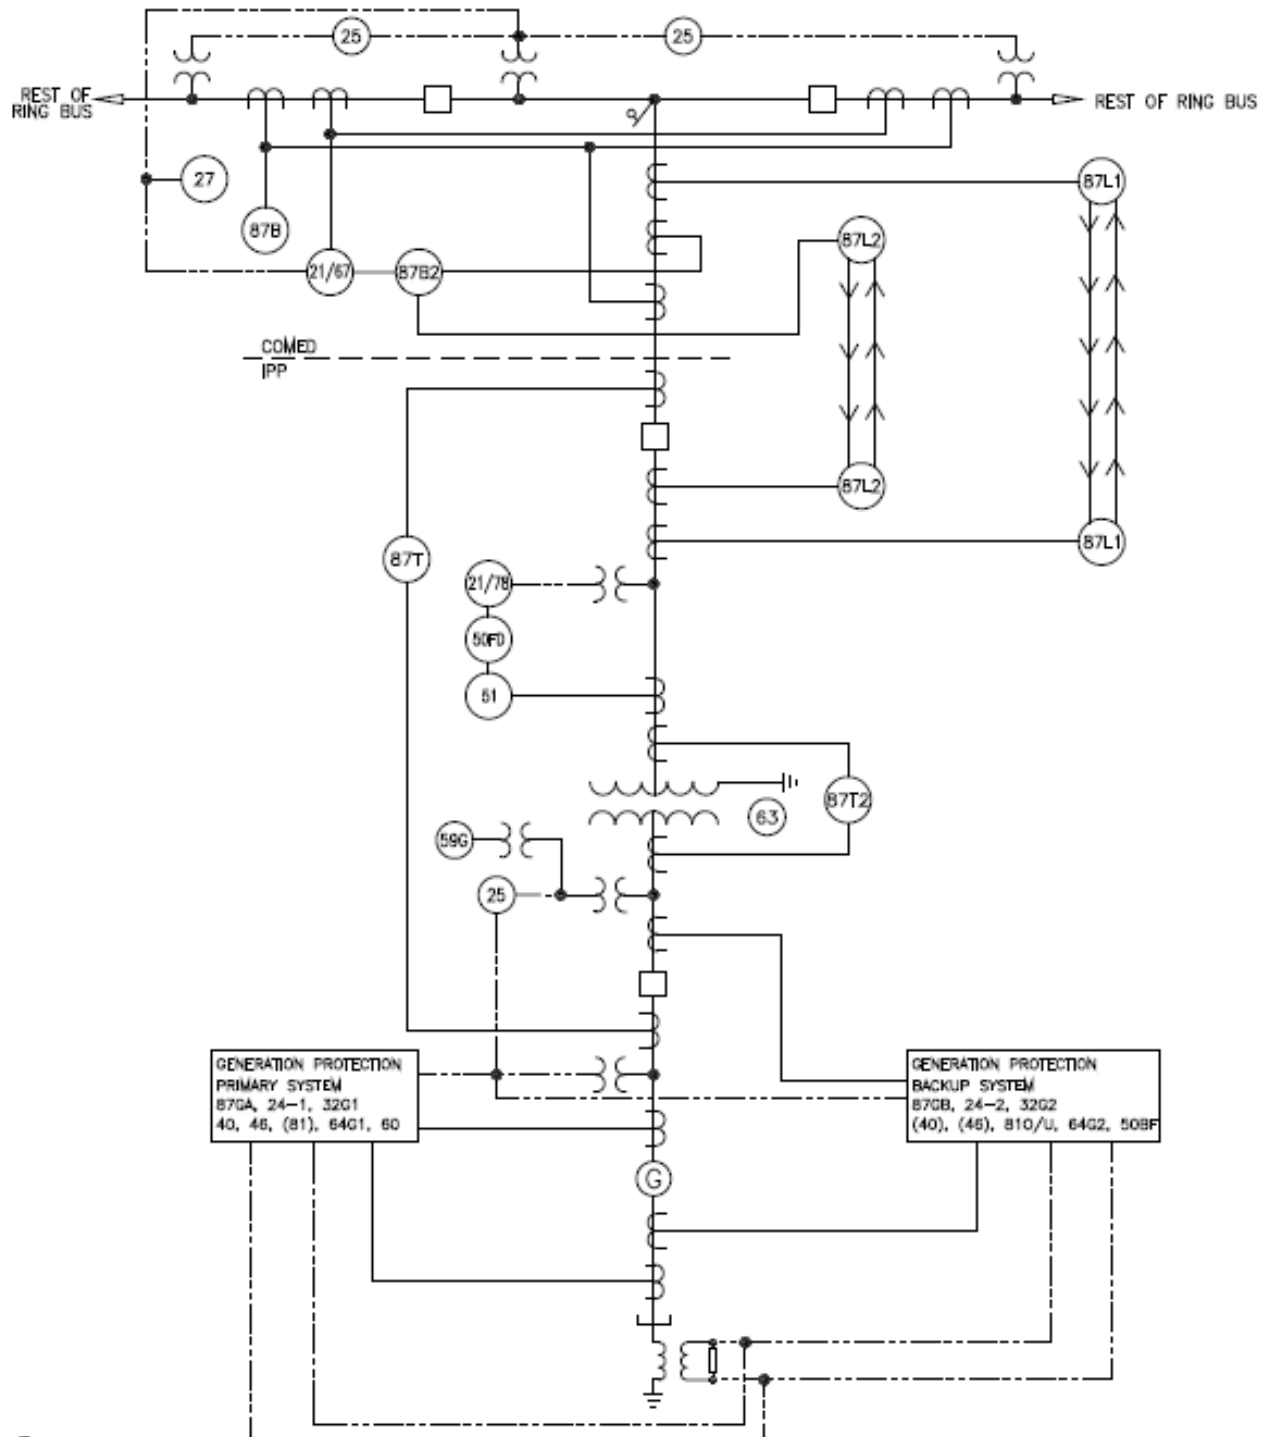 25
25
REST OF
RING BUS
REST OF RING BUS
27
87L1
87B
87L2
21/67
87B2
COMED
IPP
87L2
87L1
87T
21/78
50FD
51
87T2
63
59G
25
GENERATION PROTECTION
PRIMARY SYSTEM
87GA, 24-1, 32G1
40, 46, (81), 64G1, 60
GENERATION PROTECTION
BACKUP SYSTEM
87GB, 24-2, 32G2
(40), (46), 81O/U, 64G2, 50BF
G